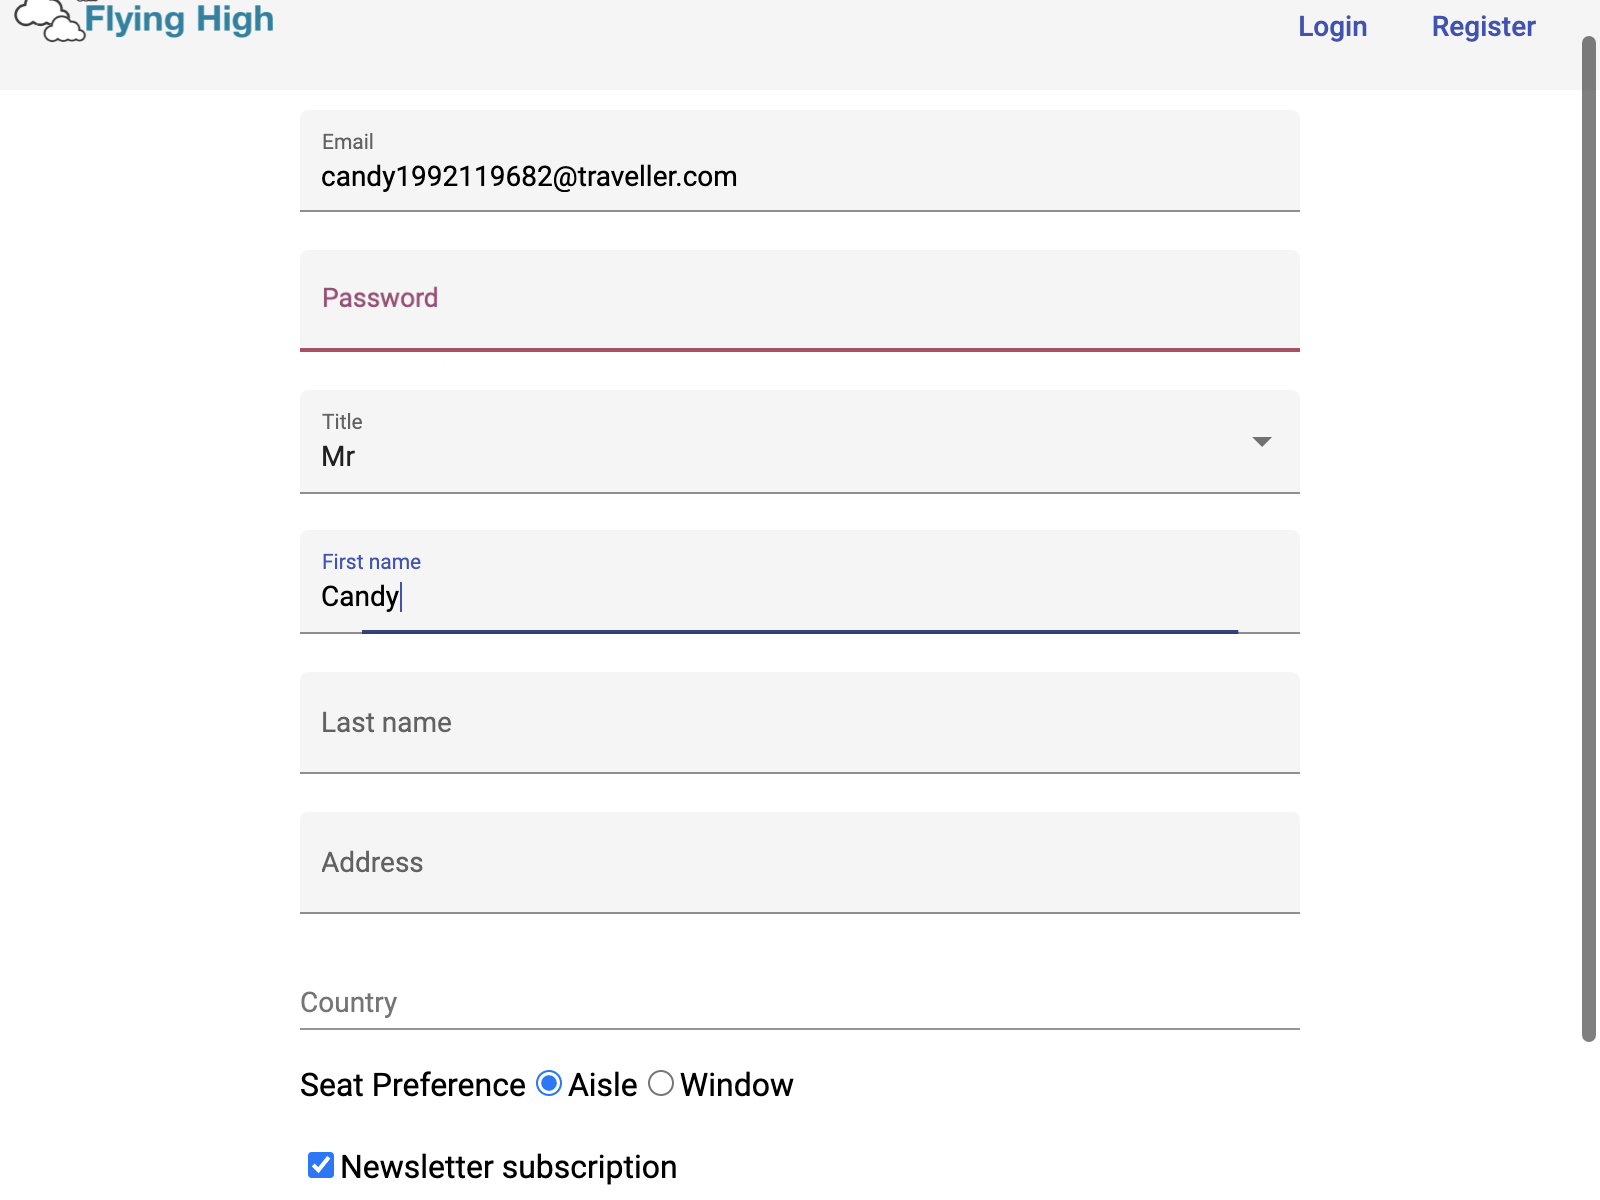 Flying High
Login
Register
Email
candy1992119682@traveller.com
Password
Title
Mr
First name
Candy
Last name
Address
Country
Seat Preference Aisle Window
Newsletter subscription